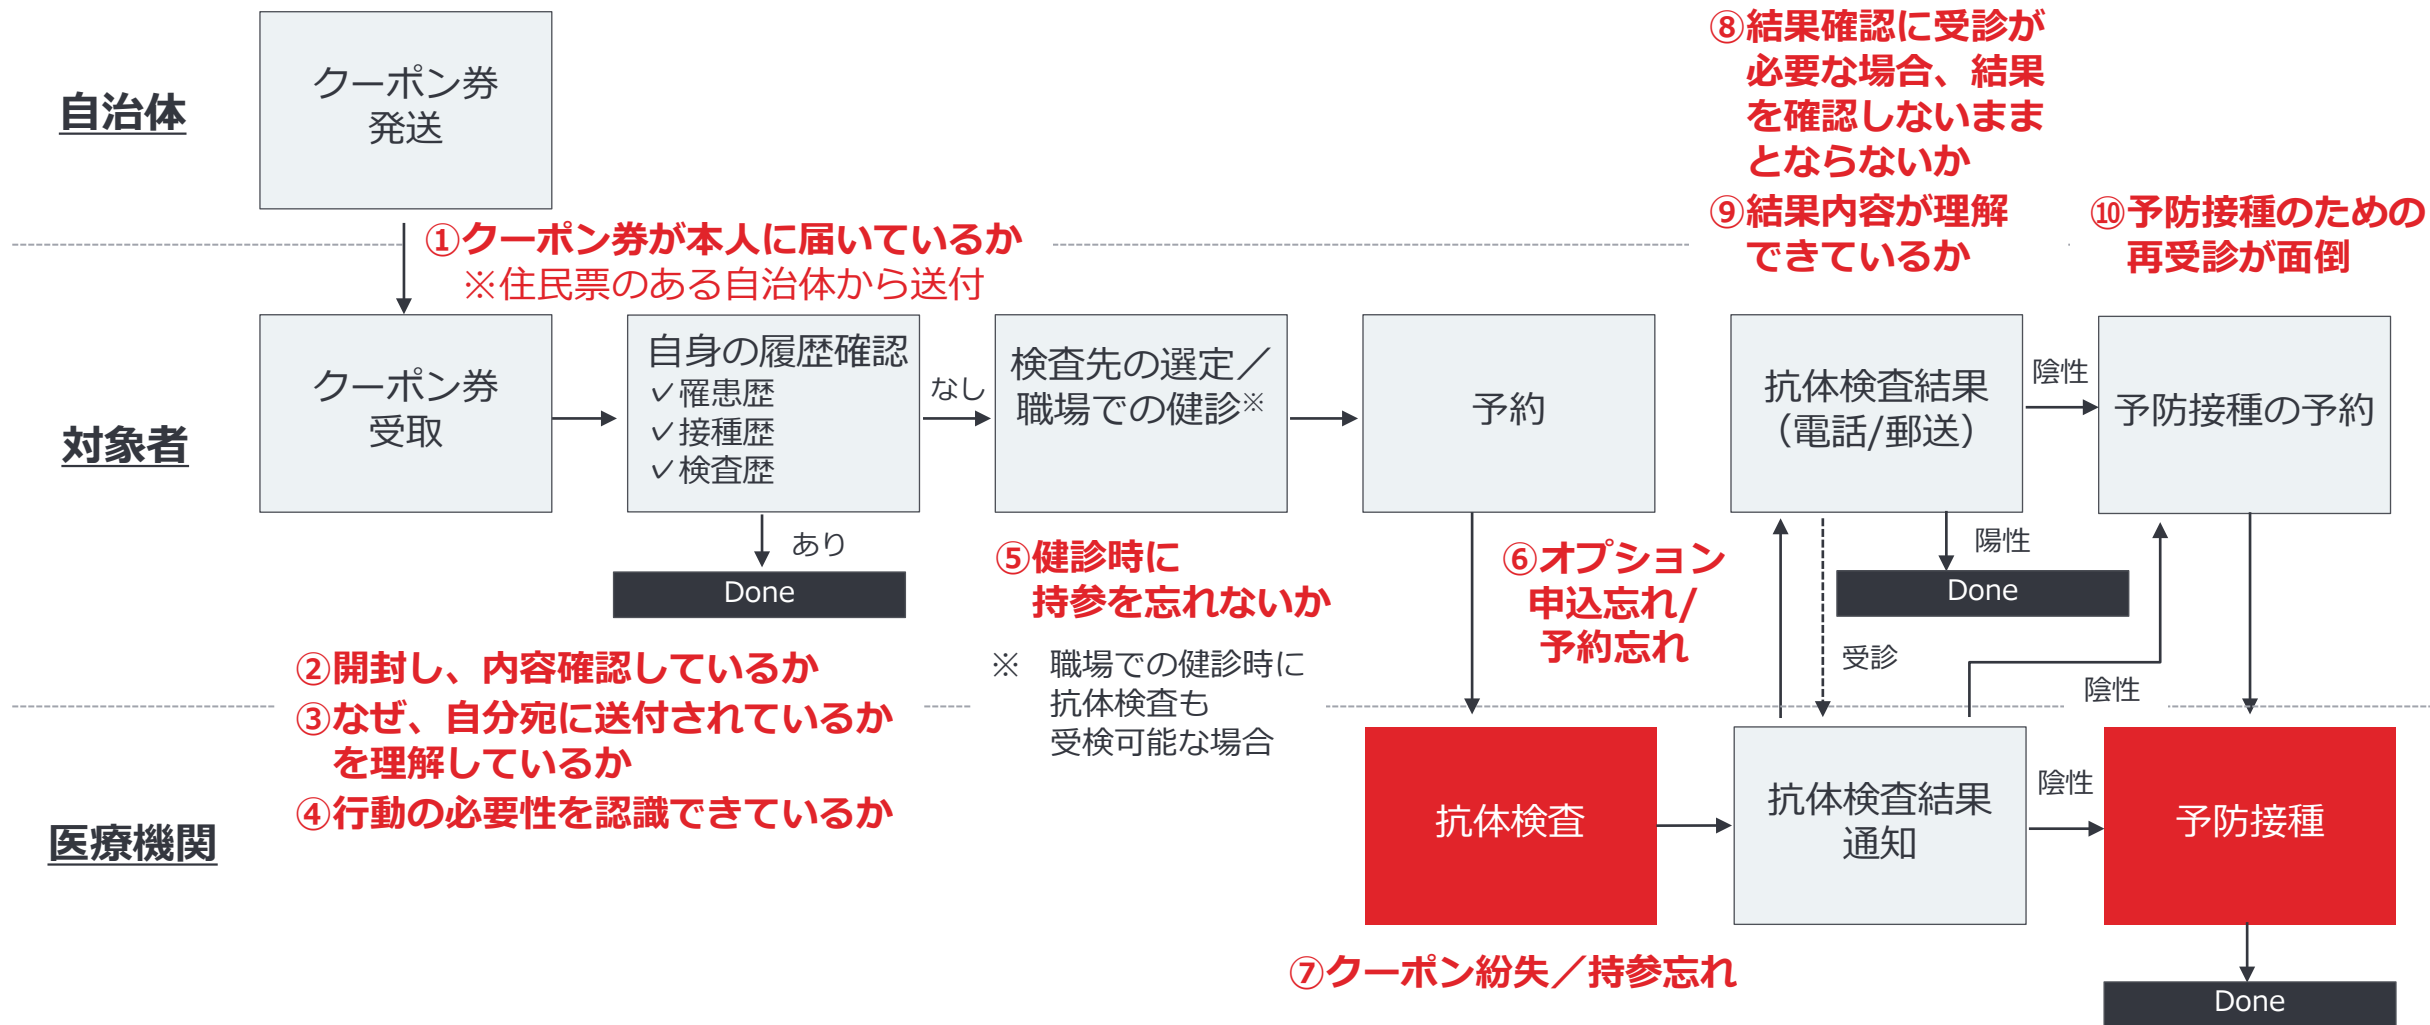 自治体
クーポン券
発送
⑧結果確認に受診が
必要な場合、結果
を確認しないまま
とならないか
⑨結果内容が理解
できているか
⑩予防接種のための
再受診が面倒
①クーポン券が本人に届いているか
※住民票のある自治体から送付
対象者
クーポン券
受取
自身の履歴確認
✓罹患歴
✓接種歴
✓検査歴
なし
検査先の選定／
職場での健診※
予約
抗体検査結果
（電話/郵送）
陰性
予防接種の予約
あり
Done
⑤健診時に
持参を忘れないか
※　職場での健診時に
抗体検査も
受検可能な場合
⑥オプション
申込忘れ/
予約忘れ
陽性
Done
受診
陰性
②開封し、内容確認しているか
③なぜ、自分宛に送付されているか
を理解しているか
④行動の必要性を認識できているか
医療機関
抗体検査
抗体検査結果
通知
陰性
予防接種
⑦クーポン紛失／持参忘れ
Done